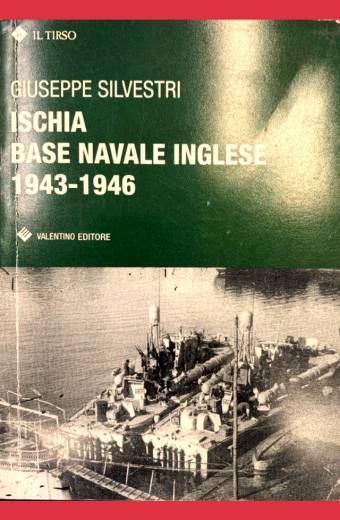 IL TIRSO
GIUSEPPE SILVESTRI
ISCHIA
BASE NAVALE INGLESE
1943-1946
VALENTINO EDITORE